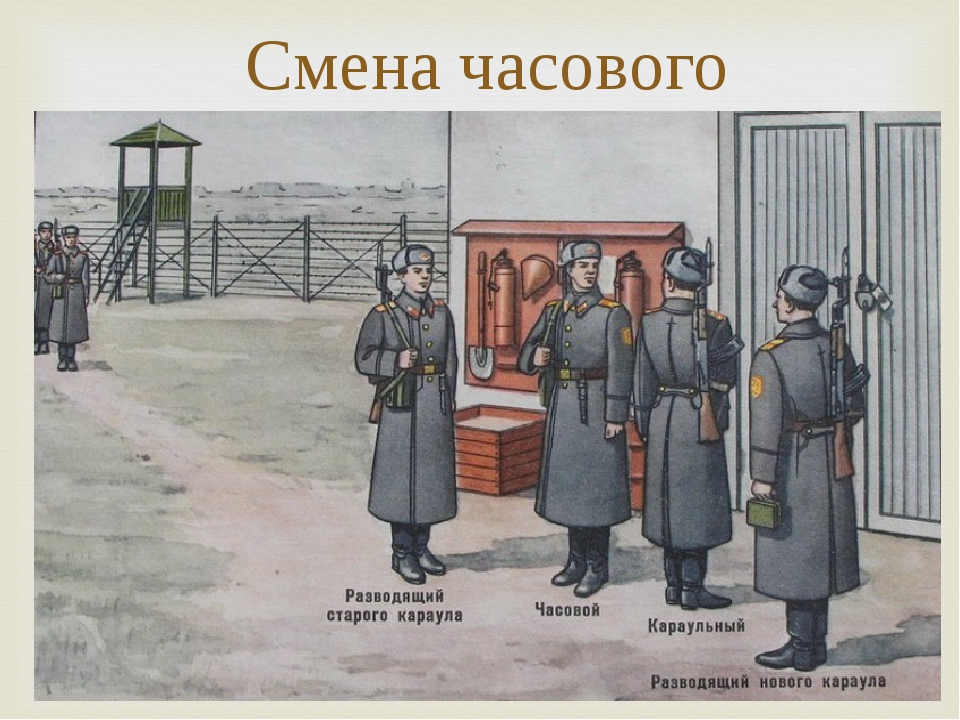 Смена часового
Разводящий
старого караула
Часовой
Караульный
Разводящий нового караула